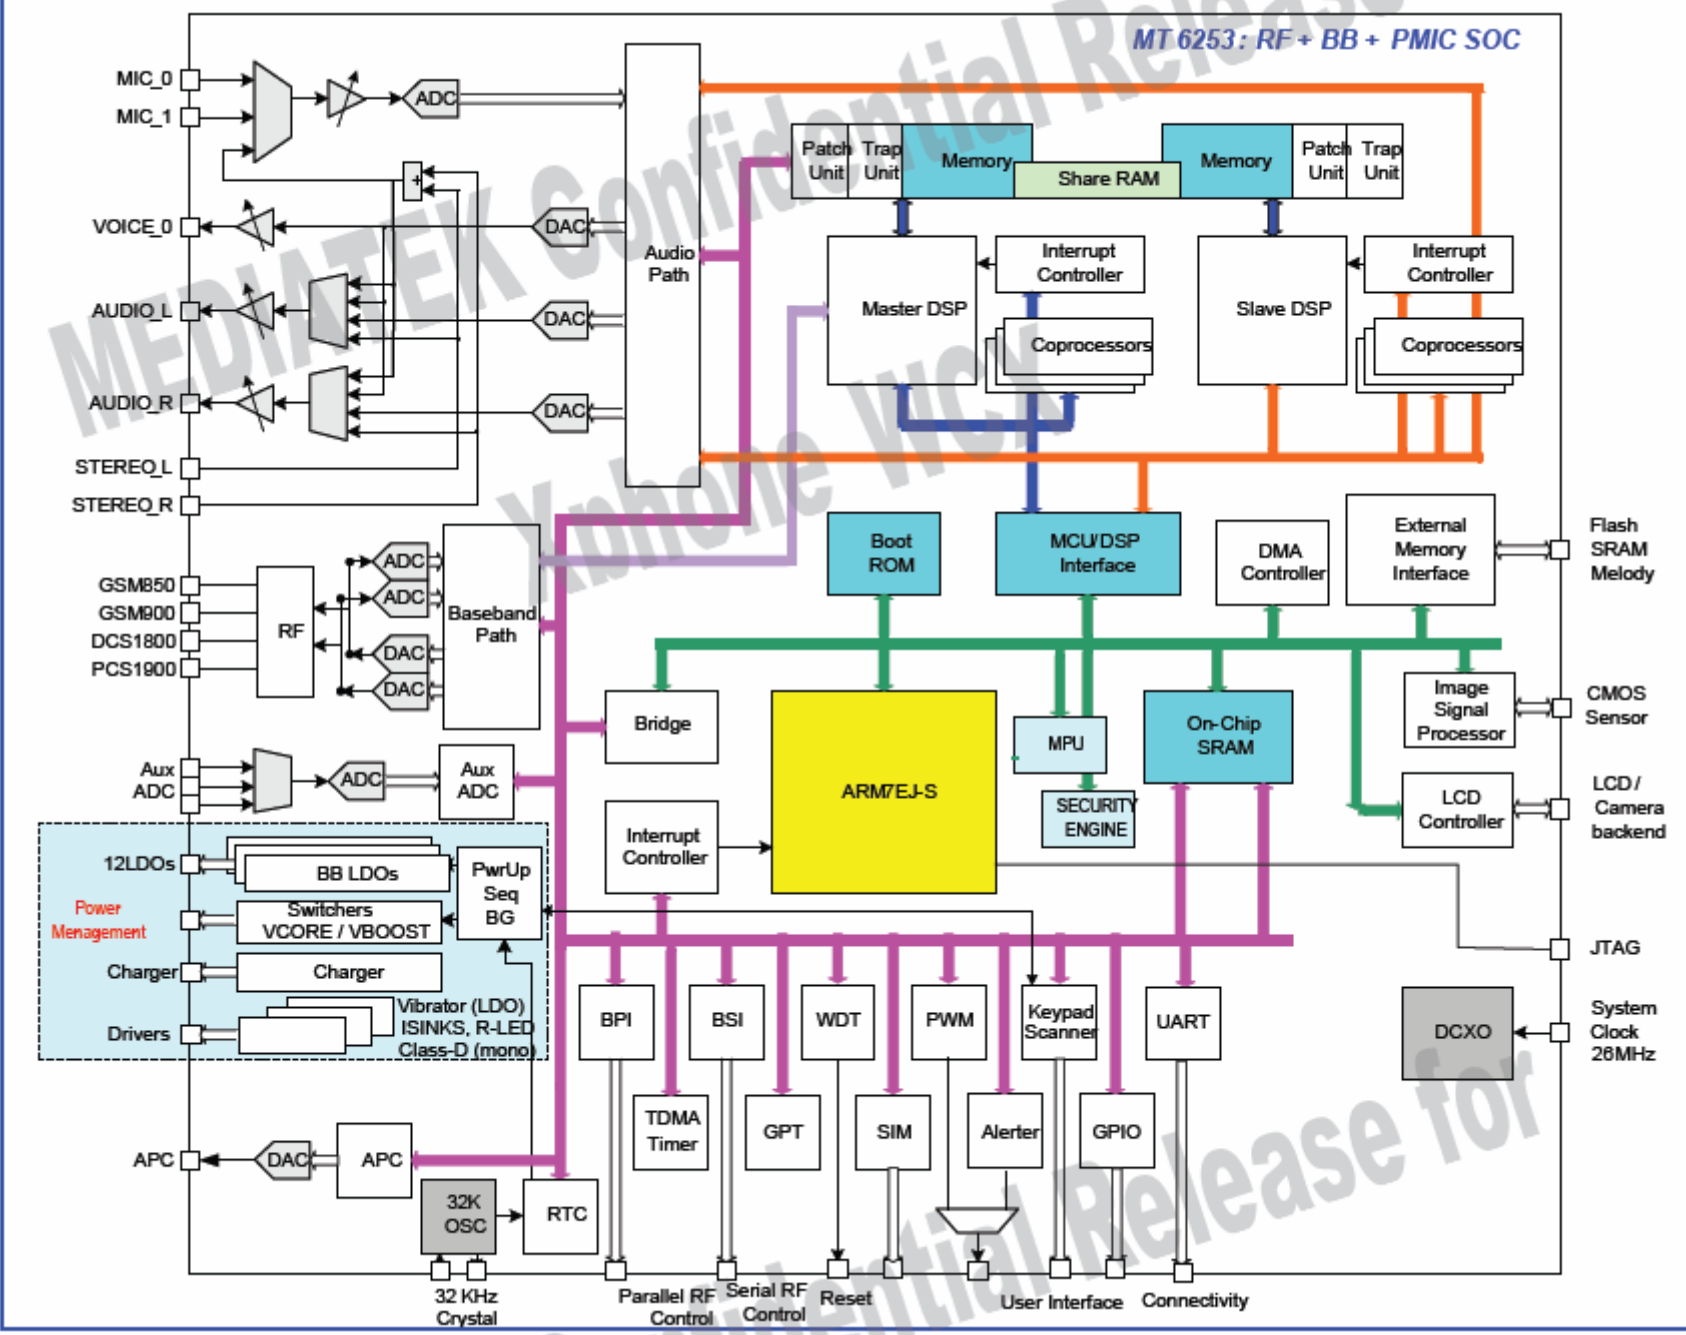 MT 6253: RF + BB + PMIC SOC
MEDIATEK Confidential Release
Xphone WCX
Confidential Release for
MIC_0
MIC_1
VOICE_0
AUDIO_L
AUDIO_R
STEREO_L
STEREO_R
ADC
+
DAC
DAC
DAC
Audio
Path
Patch
Unit
Trap
Unit
Memory
Share RAM
Memory
Patch
Unit
Trap
Unit
Master DSP
Interrupt
Controller
Coprocessors
Slave DSP
Interrupt
Controller
Coprocessors
GSM850
GSM900
DCS1800
PCS1900
RF
ADC
ADC
DAC
DAC
Baseband
Path
Boot
ROM
MCU/DSP
Interface
DMA
Controller
External
Memory
Interface
Flash
SRAM
Melody
Bridge
ARM7EJ-S
MPU
SECURITY
ENGINE
On-Chip
SRAM
Image
Signal
Processor
CMOS
Sensor
LCD
Controller
LCD /
Camera
backend
Aux
ADC
ADC
Aux
ADC
Interrupt
Controller
12LDOs
BB LDOs
PwrUp
Seq
BG
Power
Menagement
Switchers
VCORE / VBOOST
Charger
Charger
Drivers
Vibrator (LDO)
ISINKS, R-LED
Class-D (mono)
JTAG
BPI
BSI
WDT
PWM
Keypad
Scanner
UART
DCXO
System
Clock
26MHz
TDMA
Timer
GPT
SIM
Alerter
GPIO
APC
DAC
APC
32K
OSC
RTC
32 KHz
Crystal
Parallel RF
Control
Serial RF
Control
Reset
User Interface
Connectivity